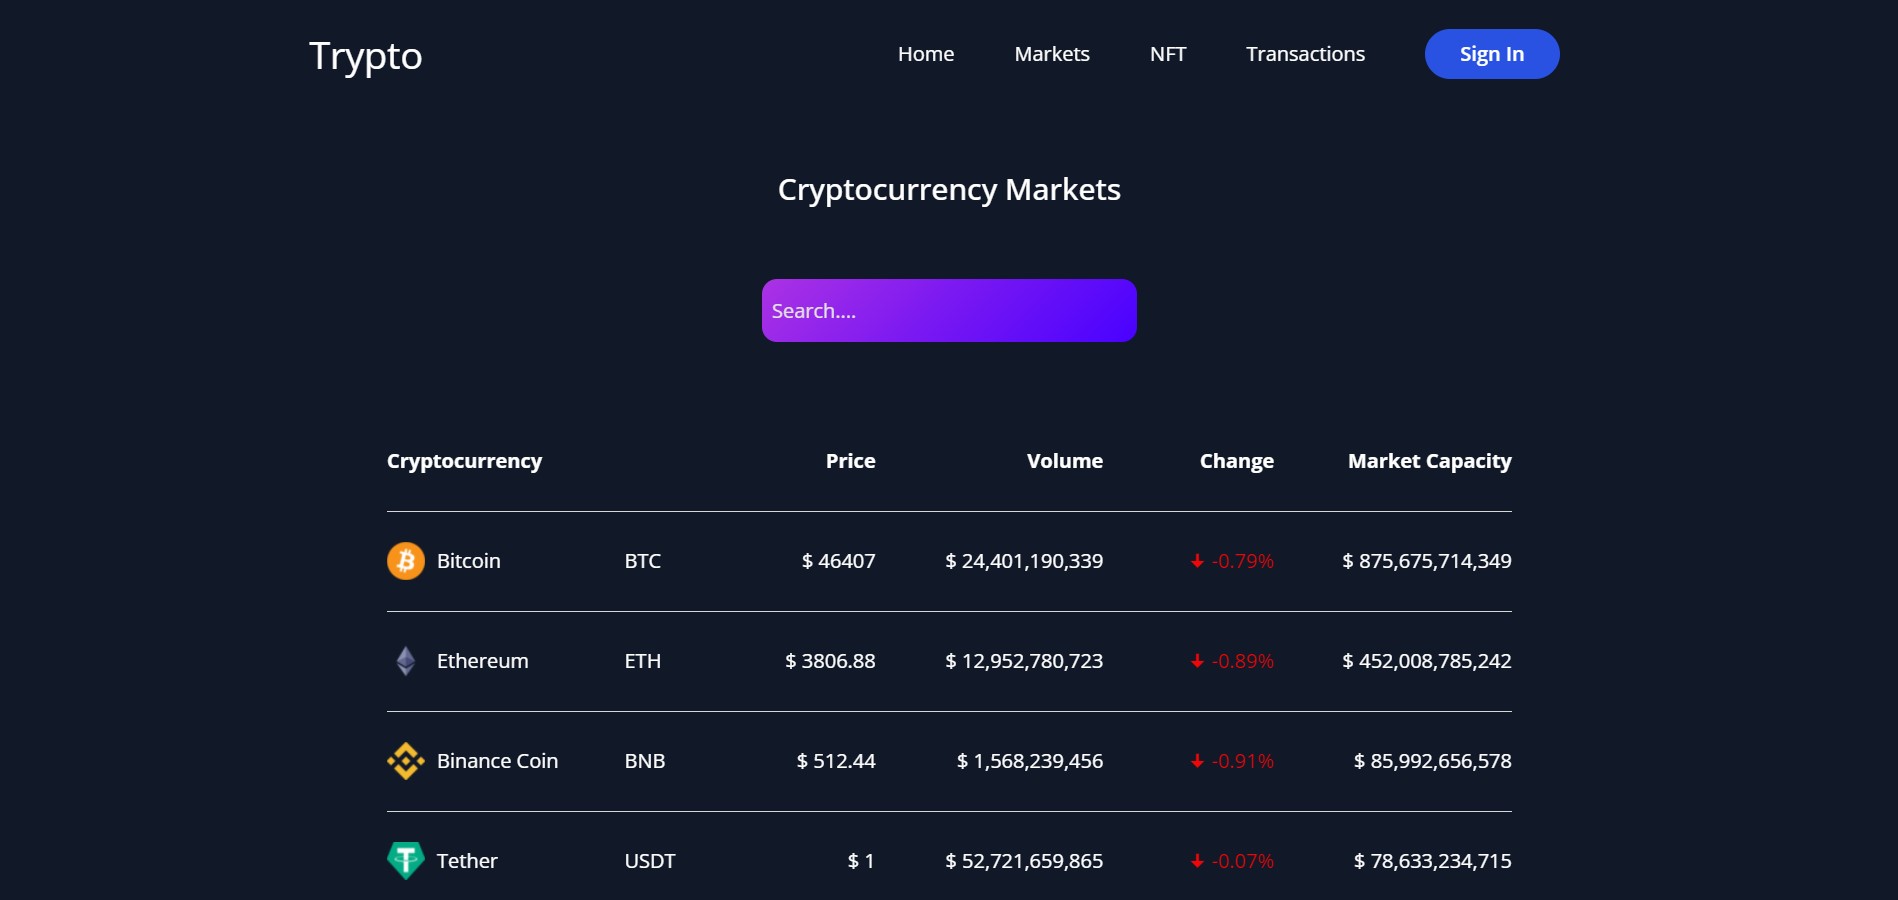 Trypto Home Markets NFT Transactions Sign In
Cryptocurrency Markets
Search....
Cryptocurrency Price Volume Change Market Capacity
Bitcoin BTC $ 46407 $ 24,401,190,339 -0.79% $ 875,675,714,349
Ethereum ETH $ 3806.88 $ 12,952,780,723 -0.89% $ 452,008,785,242
Binance Coin BNB $ 512.44 $ 1,568,239,456 -0.91% $ 85,992,656,578
Tether USDT $ 1 $ 52,721,659,865 -0.07% $ 78,633,234,715